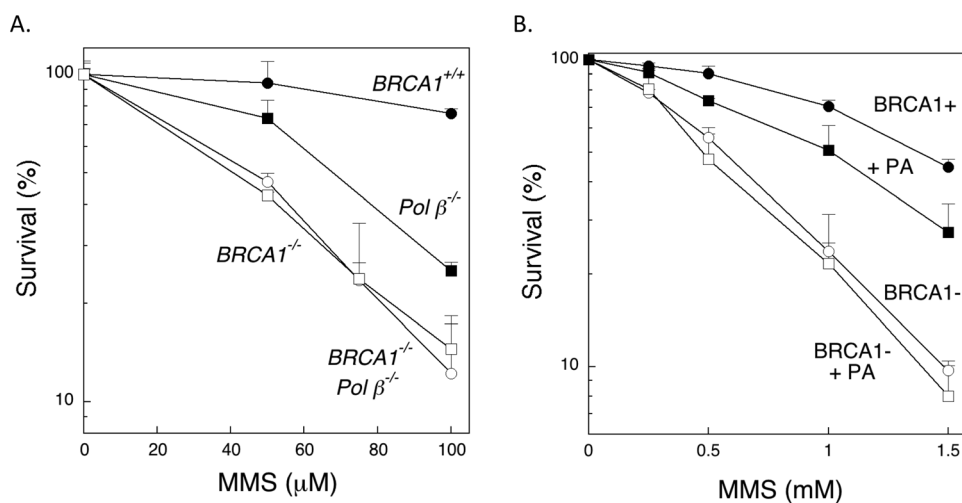 A.
B.
100
10
Survival (%)
BRCA1+/+
Pol β-/-
BRCA1-/-
BRCA1-/-
Pol β-/-
0 20 40 60 80 100
MMS (μM)
100
10
Survival (%)
BRCA1+
+ PA
BRCA1-
BRCA1-
+ PA
0 0.5 1 1.5
MMS (mM)